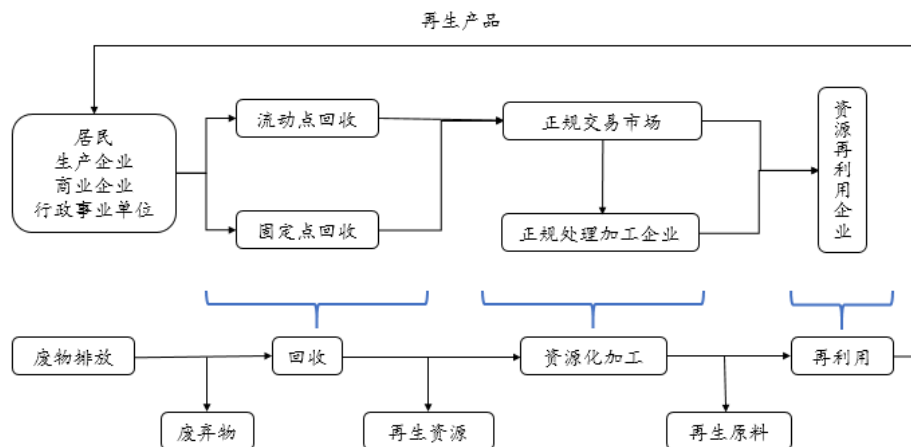 再生产品
居民
生产企业
商业企业
行政事业单位
流动点回收
固定点回收
正规交易市场
正规处理加工企业
资源再利用企业
废物排放
回收
资源化加工
再利用
废弃物
再生资源
再生原料